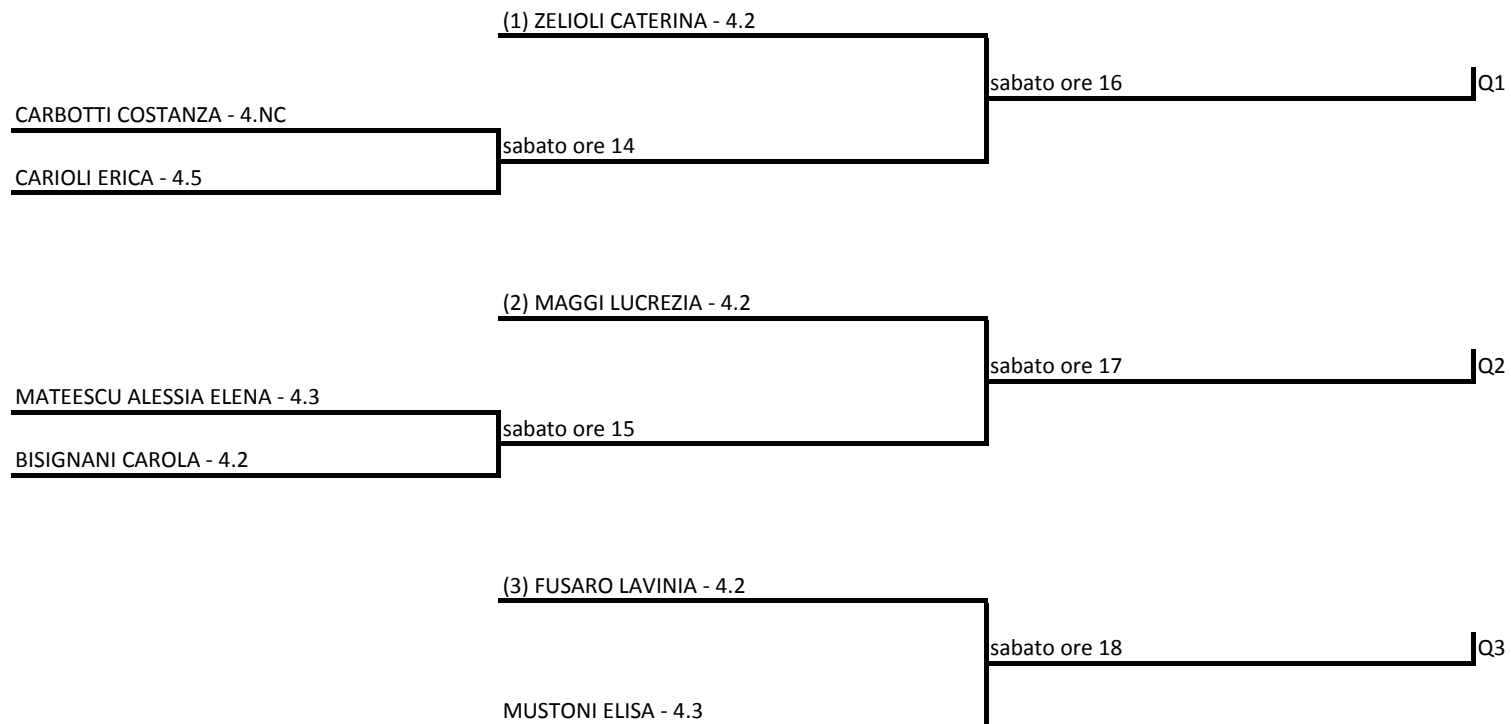 (1) ZELIOLI CATERINA - 4.2
sabato ore 16
Q1
CARBOTTI COSTANZA - 4.NC
sabato ore 14
CARIOLI ERICA - 4.5
(2) MAGGI LUCREZIA - 4.2
sabato ore 17
Q2
MATEESCU ALESSIA ELENA - 4.3
sabato ore 15
BISIGNANI CAROLA - 4.2
(3) FUSARO LAVINIA - 4.2
sabato ore 18
Q3
MUSTONI ELISA - 4.3